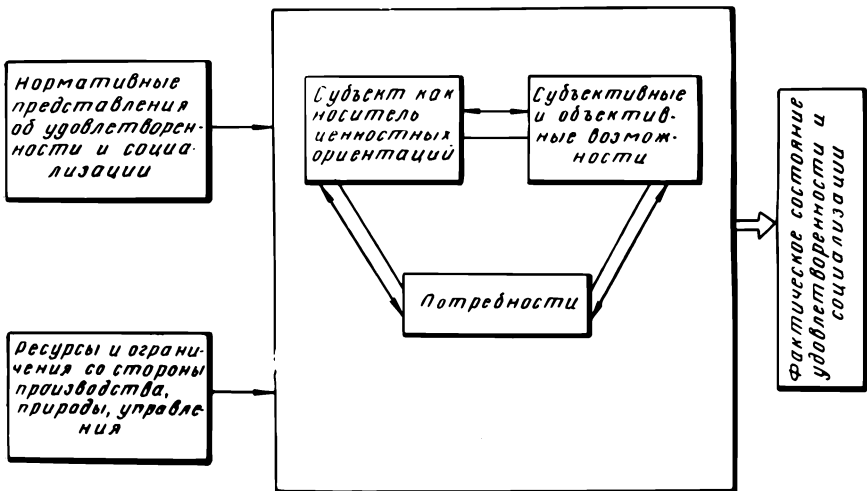 Нормативные
представления
об удовлетворен-
ности и социа-
лизации
Субъект как
носитель
ценностных
ориентаций
Субъективные
и объектив-
ные возмож-
ности
Потребности
Ресурсы и ограни-
чения со стороны
производства,
природы, управле-
ния
Фактическое состояние
удовлетворенности и
социализации